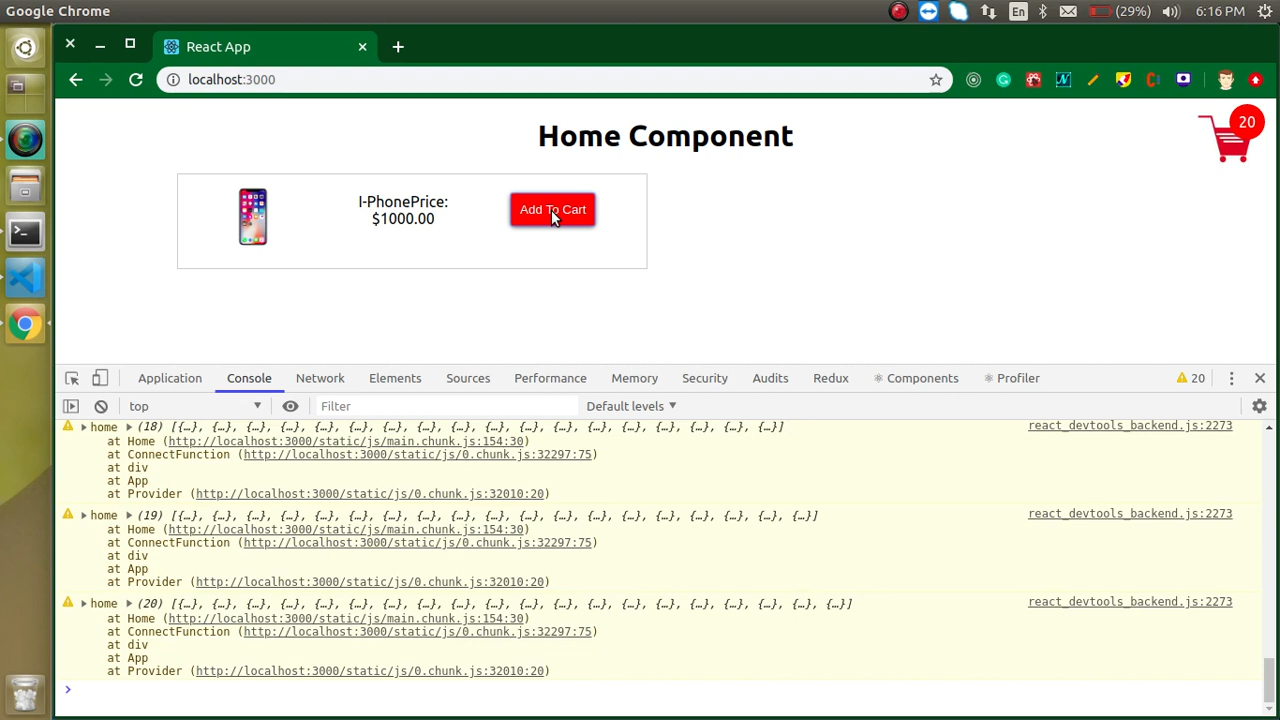 Google Chrome
En
(29%)
6:16 PM
React App
localhost:3000
Home Component
20
I-PhonePrice:
$1000.00
Add To Cart
Application Console Network Elements Sources Performance Memory Security Audits Redux Components Profiler 20
top Filter Default levels
home (18) [{…}, {…}, {…}, {…}, {…}, {…}, {…}, {…}, {…}, {…}, {…}, {…}, {…}, {…}, {…}, {…}, {…}, {…}] react_devtools_backend.js:2273
at Home (http://localhost:3000/static/js/main.chunk.js:154:30)
at ConnectFunction (http://localhost:3000/static/js/0.chunk.js:32297:75)
at div
at App
at Provider (http://localhost:3000/static/js/0.chunk.js:32010:20)
home (19) [{…}, {…}, {…}, {…}, {…}, {…}, {…}, {…}, {…}, {…}, {…}, {…}, {…}, {…}, {…}, {…}, {…}, {…}, {…}] react_devtools_backend.js:2273
at Home (http://localhost:3000/static/js/main.chunk.js:154:30)
at ConnectFunction (http://localhost:3000/static/js/0.chunk.js:32297:75)
at div
at App
at Provider (http://localhost:3000/static/js/0.chunk.js:32010:20)
home (20) [{…}, {…}, {…}, {…}, {…}, {…}, {…}, {…}, {…}, {…}, {…}, {…}, {…}, {…}, {…}, {…}, {…}, {…}, {…}, {…}] react_devtools_backend.js:2273
at Home (http://localhost:3000/static/js/main.chunk.js:154:30)
at ConnectFunction (http://localhost:3000/static/js/0.chunk.js:32297:75)
at div
at App
at Provider (http://localhost:3000/static/js/0.chunk.js:32010:20)